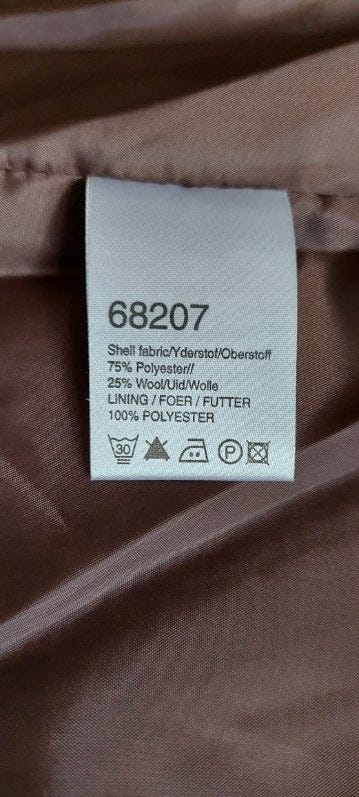 68207
Shell fabric/Yderstof/Oberstoff
75% Polyester//
25% Wool/Uld/Wolle
LINING / FOER / FUTTER
100% POLYESTER
30 P